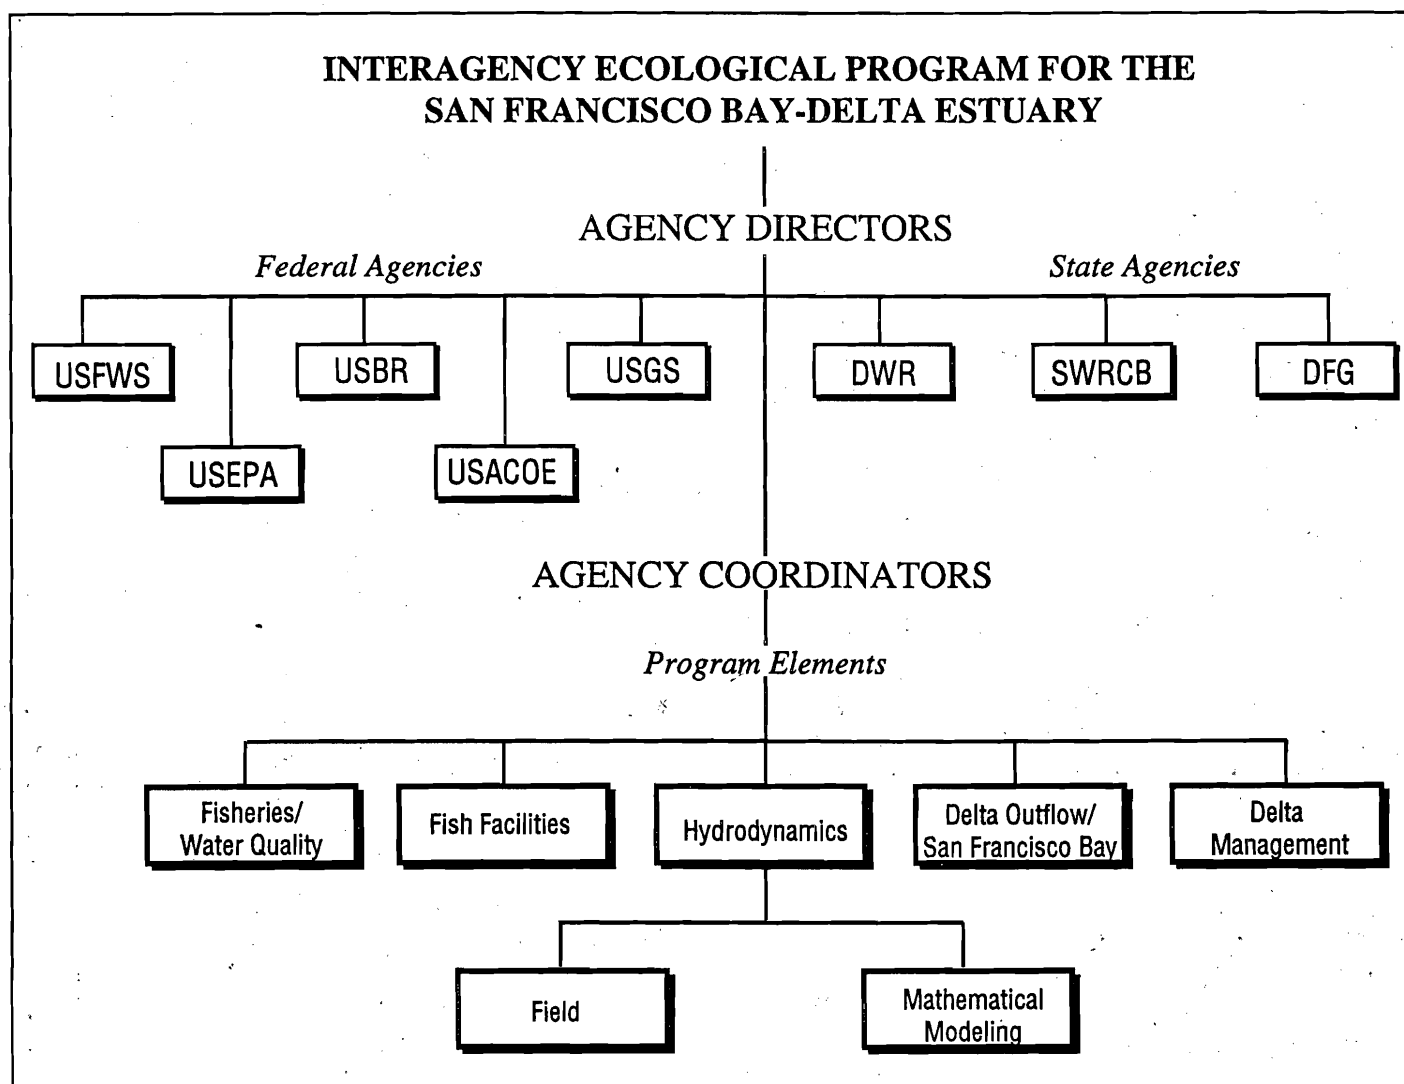 INTERAGENCY ECOLOGICAL PROGRAM FOR THE
SAN FRANCISCO BAY-DELTA ESTUARY
AGENCY DIRECTORS
Federal Agencies
State Agencies
USFWS
USBR
USGS
DWR
SWRCB
DFG
USEPA
USACOE
AGENCY COORDINATORS
Program Elements
Fisheries/
Water Quality
Fish Facilities
Hydrodynamics
Delta Outflow/
San Francisco Bay
Delta
Management
Field
Mathematical
Modeling